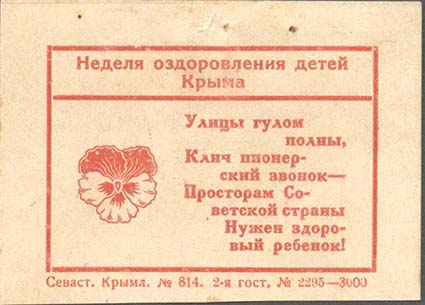 Неделя оздоровления детей
Крыма
Улицы гулом
полны,
Клич пионер-
ский звонок—
Просторам Со-
ветской страны
Нужен здоро-
вый ребенок!
Севаст. Крымл. № 814. 2-я гост. № 2295—3000